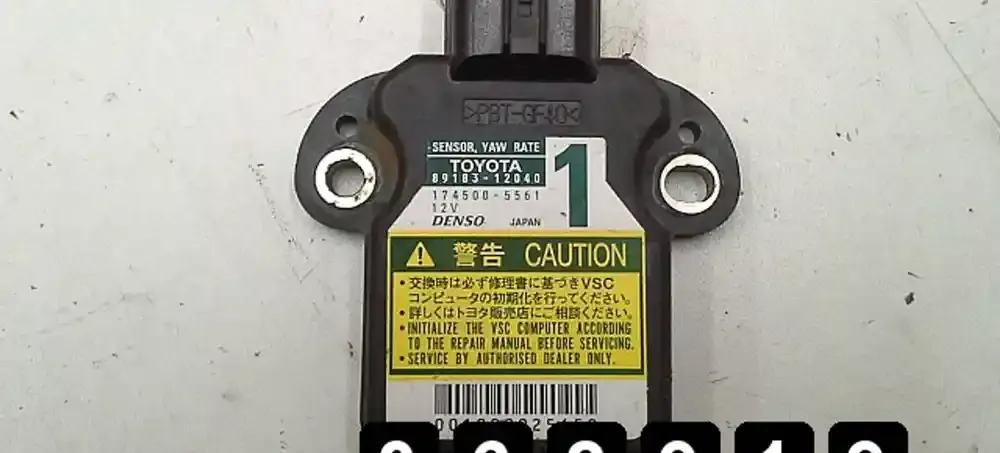 >PBT-GF40<
SENSOR, YAW RATE
TOYOTA
89183-12040
1
174500-5561
12V
DENSO JAPAN
警告 CAUTION
・交換時は必ず修理書に基づきVSC
コンピュータの初期化を行ってください。
・詳しくはトヨタ販売店にご相談ください。
・INITIALIZE THE VSC COMPUTER ACCORDING
TO THE REPAIR MANUAL BEFORE SERVICING.
・SERVICE BY AUTHORISED DEALER ONLY.